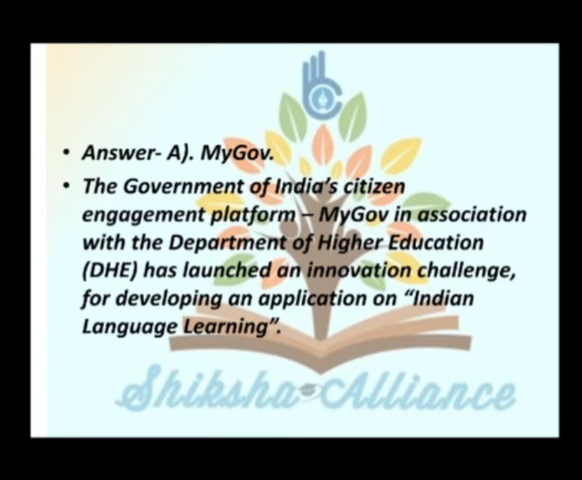 • Answer- A). MyGov.
• The Government of India's citizen
engagement platform – MyGov in association
with the Department of Higher Education
(DHE) has launched an innovation challenge,
for developing an application on “Indian
Language Learning”.
Shiksha Alliance